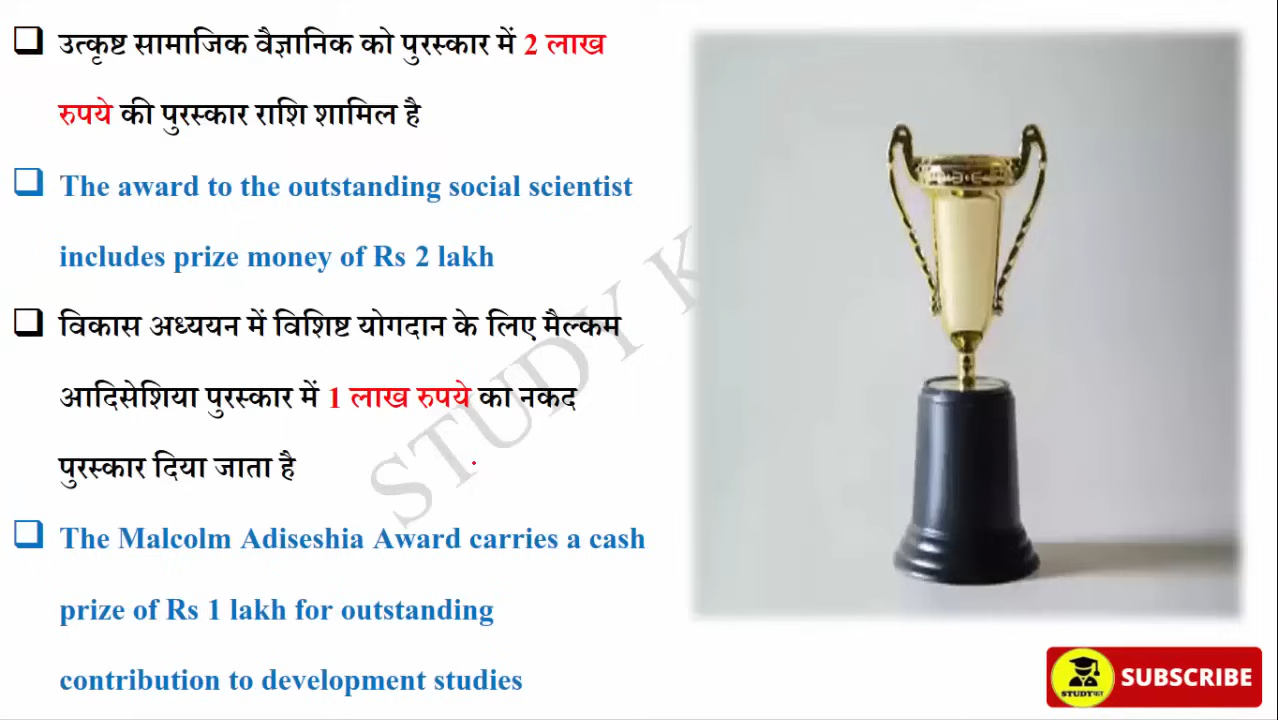 उत्कृष्ट सामाजिक वैज्ञानिक को पुरस्कार में 2 लाख
रुपये की पुरस्कार राशि शामिल है
The award to the outstanding social scientist
includes prize money of Rs 2 lakh
विकास अध्ययन में विशिष्ट योगदान के लिए मैल्कम
आदिसेशिया पुरस्कार में 1 लाख रुपये का नकद
पुरस्कार दिया जाता है
The Malcolm Adiseshia Award carries a cash
prize of Rs 1 lakh for outstanding
contribution to development studies
STUDY K
SUBSCRIBE